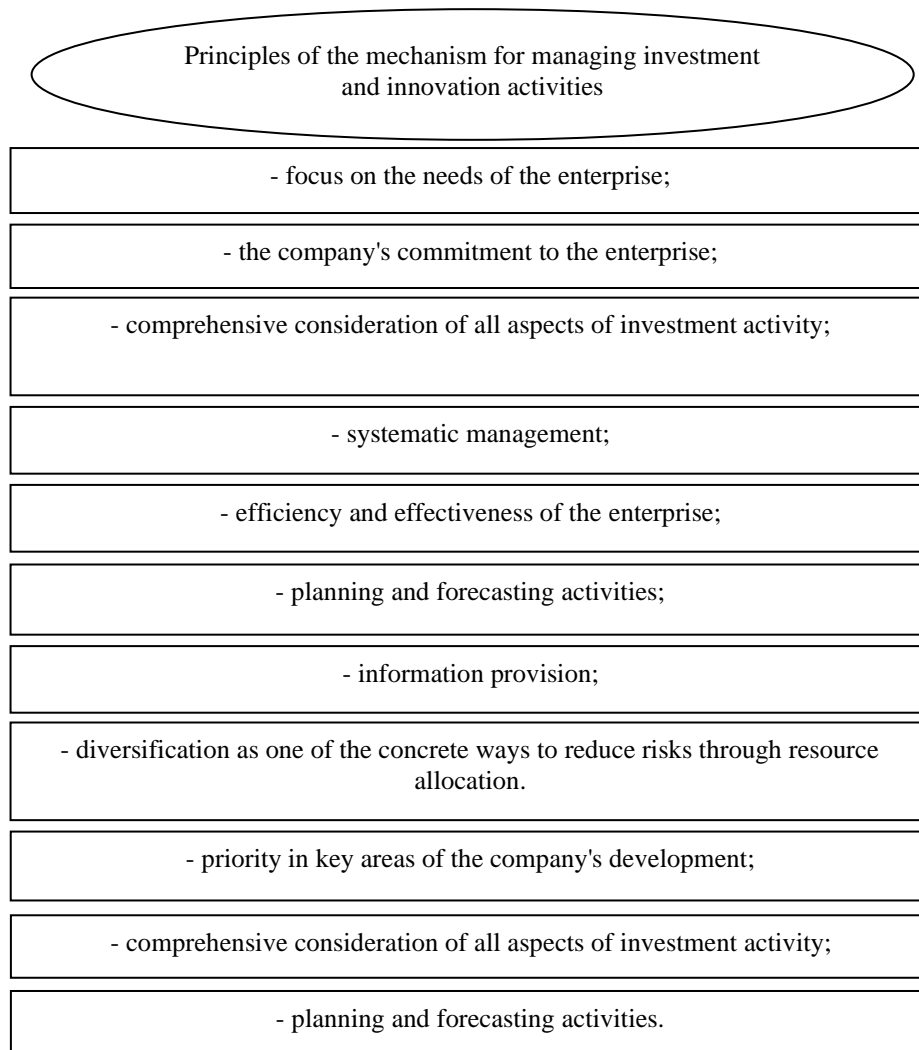 Principles of the mechanism for managing investment
and innovation activities
- focus on the needs of the enterprise;
- the company's commitment to the enterprise;
- comprehensive consideration of all aspects of investment activity;
- systematic management;
- efficiency and effectiveness of the enterprise;
- planning and forecasting activities;
- information provision;
- diversification as one of the concrete ways to reduce risks through resource
allocation.
- priority in key areas of the company's development;
- comprehensive consideration of all aspects of investment activity;
- planning and forecasting activities.